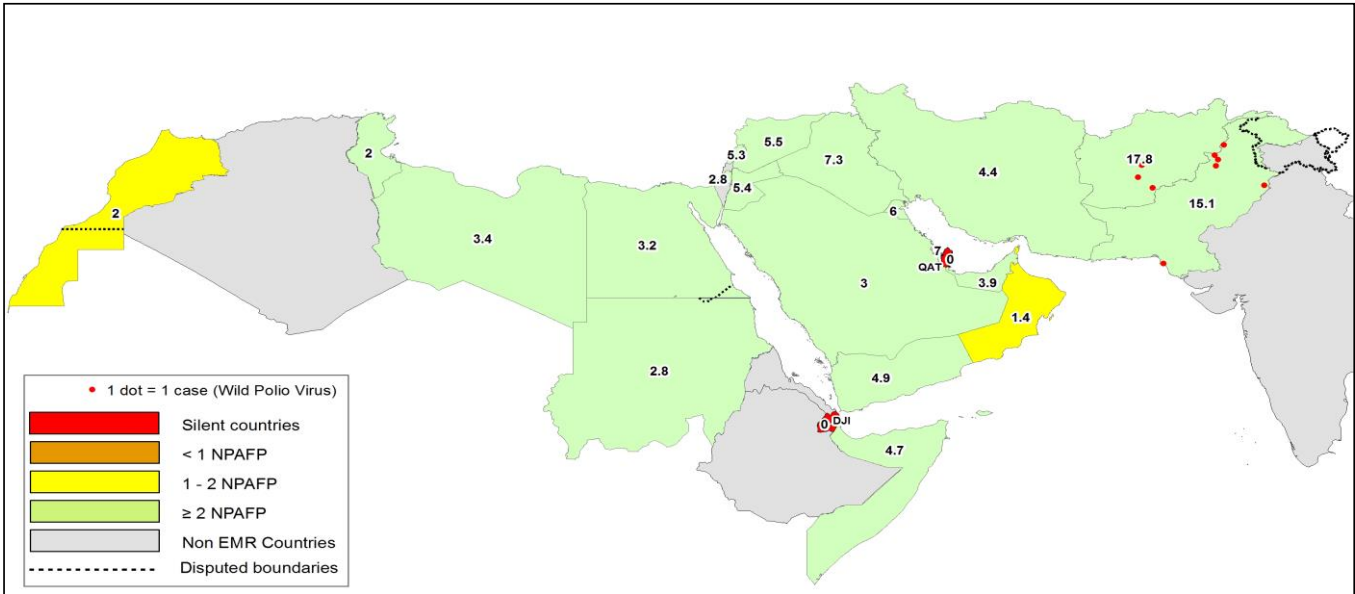 2
2
3.4
3.2
2.8
5.3
5.5
2.8
5.4
7.3
6
4.4
17.8
15.1
7
0
QAT
3.9
3
1.4
4.9
0
DJI
4.7
1 dot = 1 case (Wild Polio Virus)
Silent countries
< 1 NPAFP
1 - 2 NPAFP
≥ 2 NPAFP
Non EMR Countries
Disputed boundaries